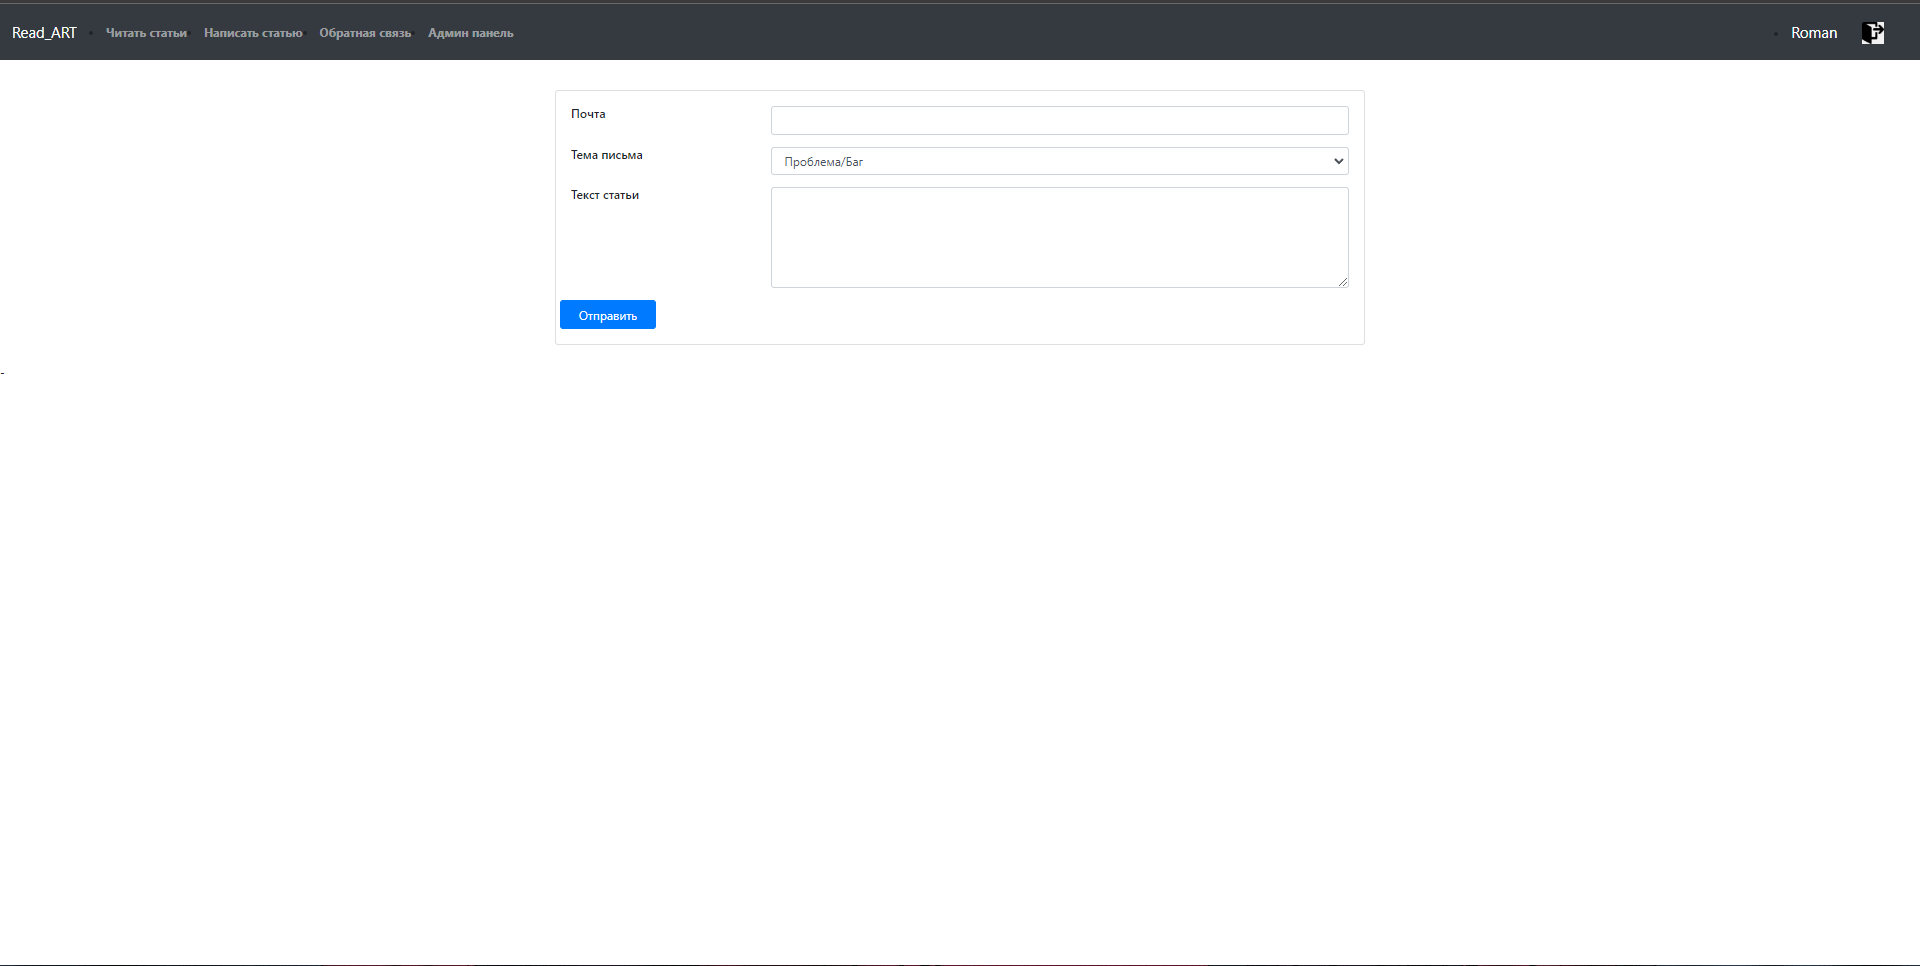 Read_ART Читать статьи Написать статью Обратная связь Админ панель Roman
Почта
Тема письма Проблема/Баг
Текст статьи
Отправить
-